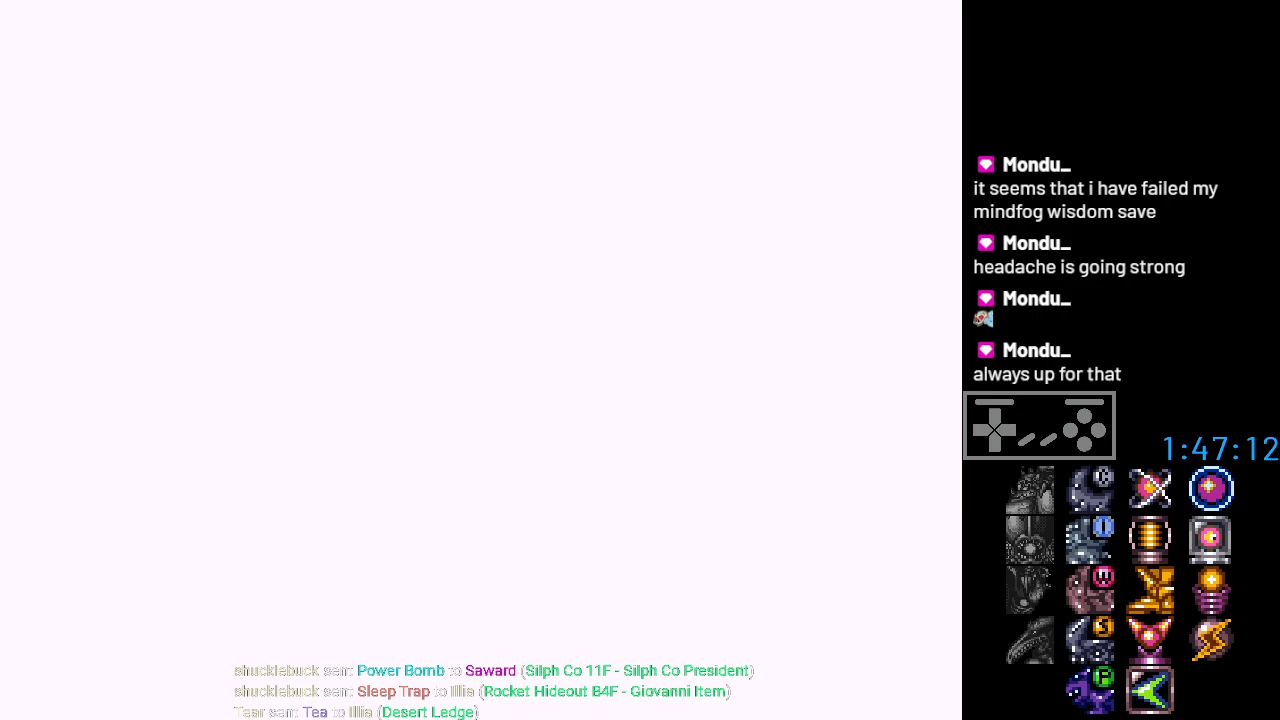 Mondu_
it seems that i have failed my
mindfog wisdom save
Mondu_
headache is going strong
Mondu_
Mondu_
always up for that
1:47:12
shucklebuck sent Power Bomb to Saward (Silph Co 11F - Silph Co President)
shucklebuck sent Sleep Trap to Illia (Rocket Hideout B4F - Giovanni Item)
sent Tea to Illia (Desert Ledge)